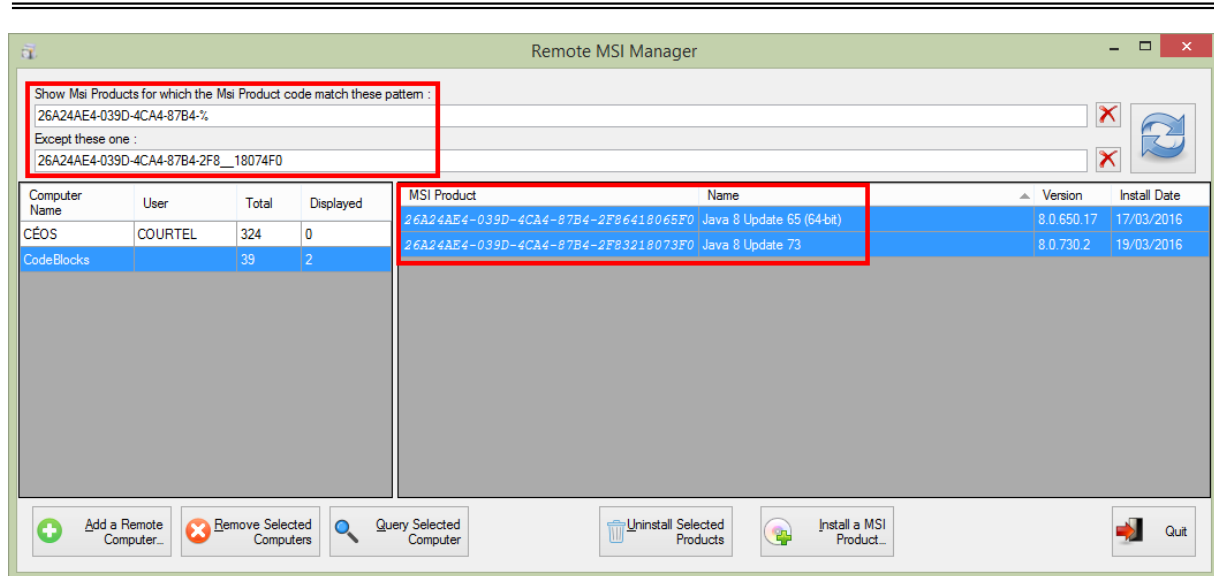 Remote MSI Manager
Show Msi Products for which the Msi Product code match these pattern :
26A24AE4-039D-4CA4-87B4-%
Except these one :
26A24AE4-039D-4CA4-87B4-2F8__18074F0
Computer Name User Total Displayed
CÉOS COURTEL 324 0
CodeBlocks 39 2
MSI Product Name Version Install Date
26A24AE4-039D-4CA4-87B4-2F86418065F0 Java 8 Update 65 (64-bit) 8.0.650.17 17/03/2016
26A24AE4-039D-4CA4-87B4-2F83218073F0 Java 8 Update 73 8.0.730.2 19/03/2016
Add a Remote Computer...
Remove Selected Computers
Query Selected Computer
Uninstall Selected Products
Install a MSI Product...
Quit